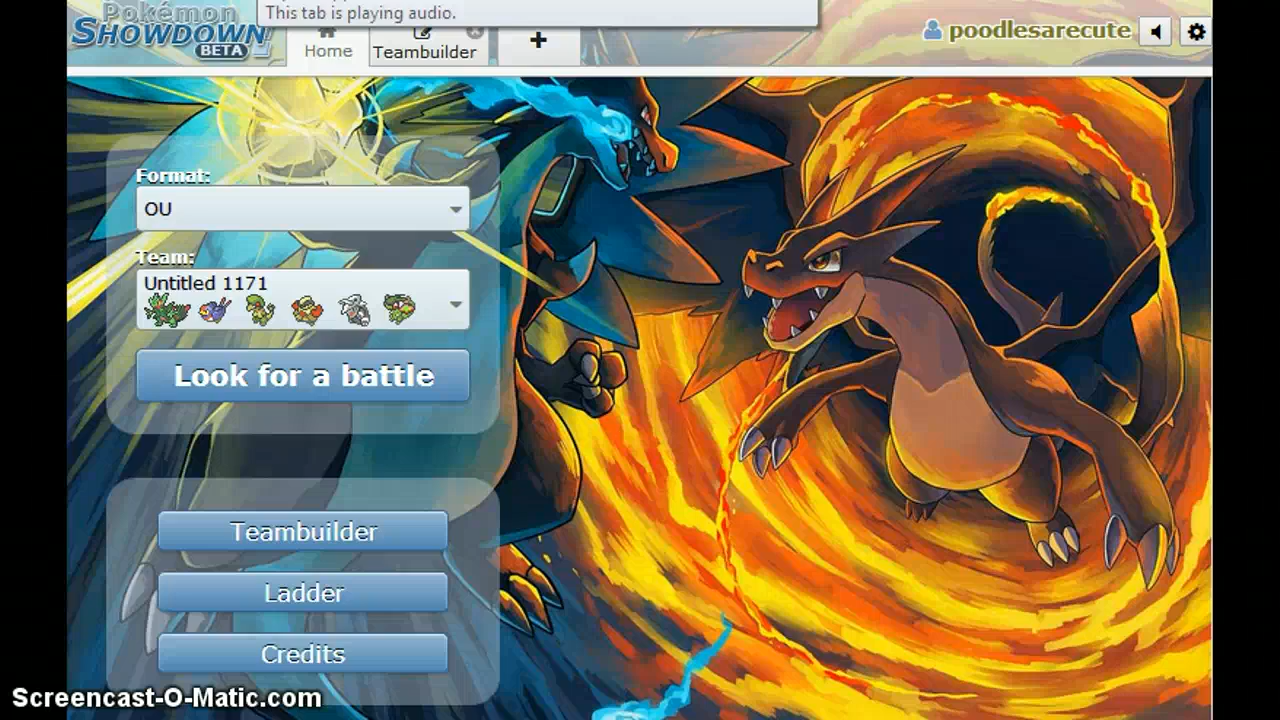 Pokémon
SHOWDOWN
BETA
This tab is playing audio.
Home
Teambuilder
+
poodlesarecute
Format:
OU
Team:
Untitled 1171
Look for a battle
Teambuilder
Ladder
Credits
Screencast-O-Matic.com